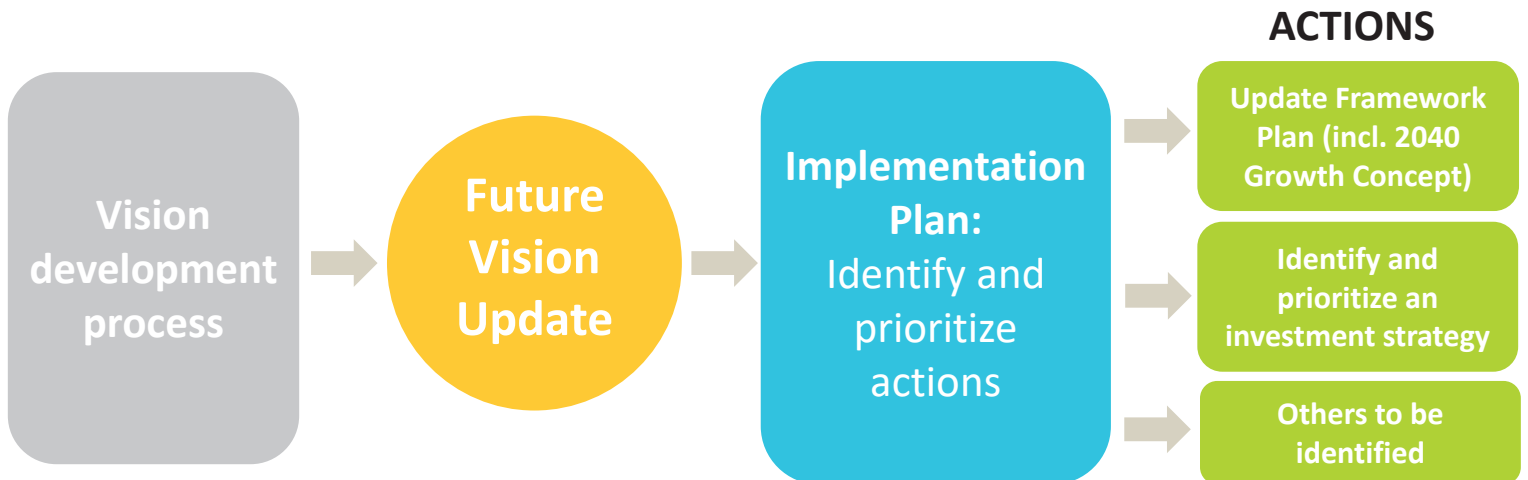 Vision
development
process
Future
Vision
Update
Implementation
Plan:
Identify and
prioritize
actions
ACTIONS
Update Framework
Plan (incl. 2040
Growth Concept)
Identify and
prioritize an
investment strategy
Others to be
identified